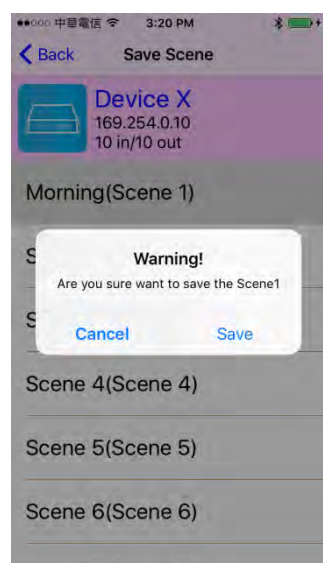 中華電信 3:20 PM
Back Save Scene
Device X
169.254.0.10
10 in/10 out
Morning(Scene 1)
S
Warning!
Are you sure want to save the Scene1
S
Cancel Save
Scene 4(Scene 4)
Scene 5(Scene 5)
Scene 6(Scene 6)